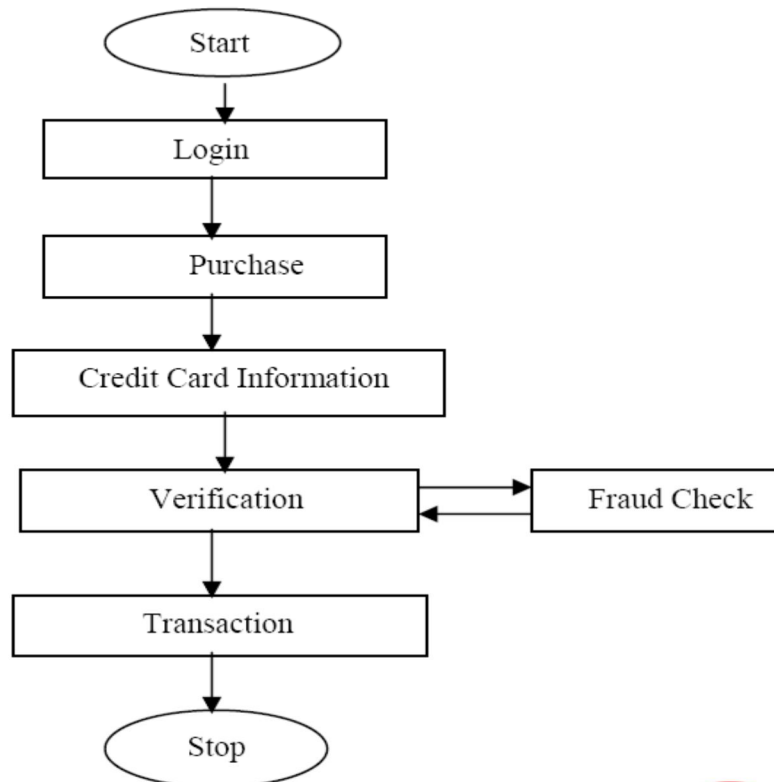 Start
Login
Purchase
Credit Card Information
Verification
Fraud Check
Transaction
Stop